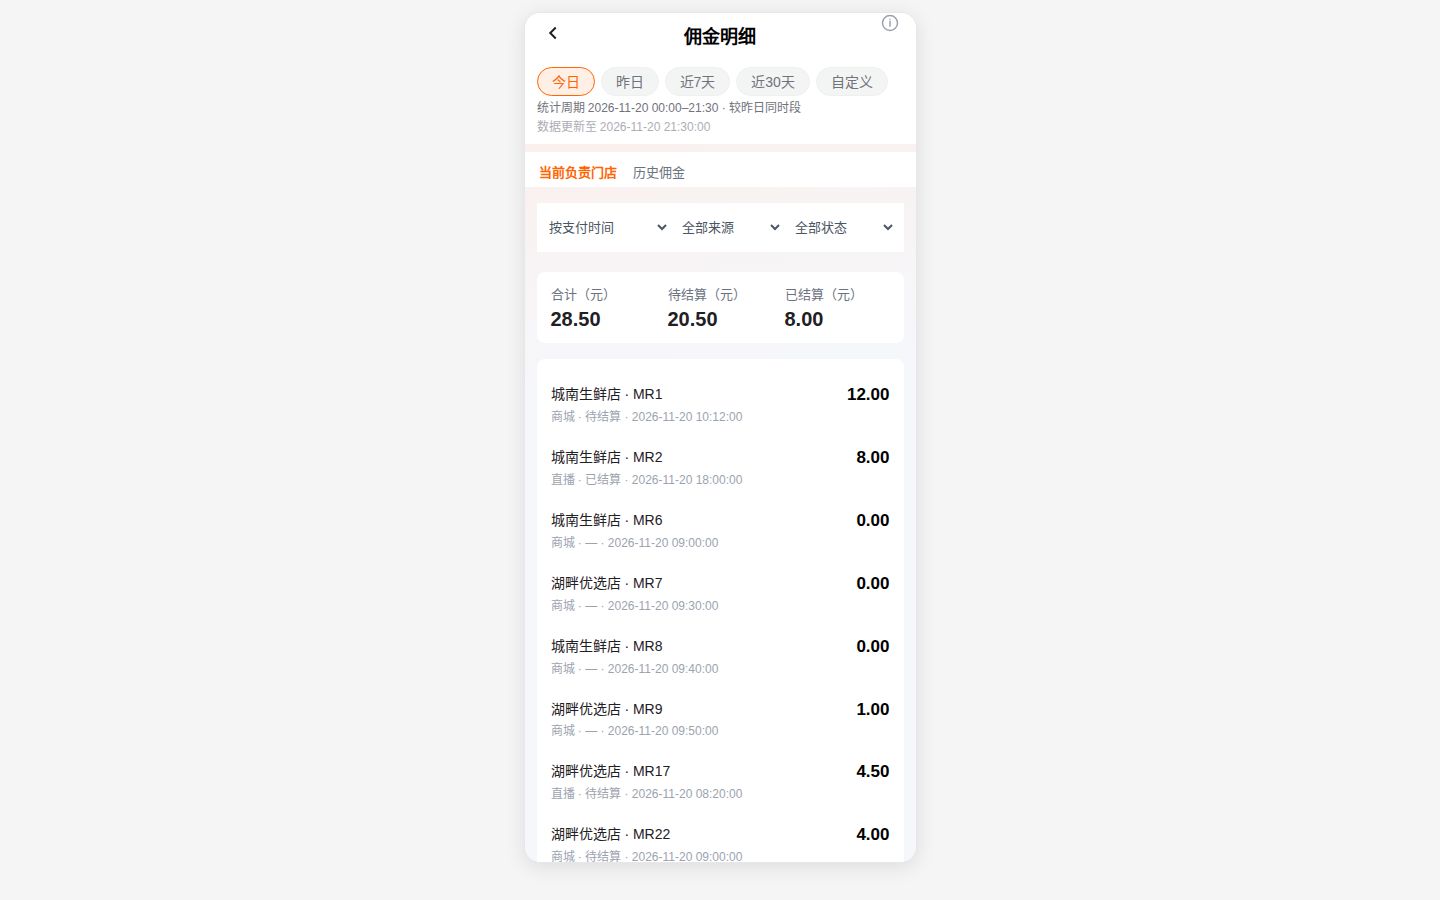 佣金明细
今日 昨日 近7天 近30天 自定义
统计周期 2026-11-20 00:00–21:30 · 较昨日同时段
数据更新至 2026-11-20 21:30:00
当前负责门店 历史佣金
按支付时间 全部来源 全部状态
合计（元） 待结算（元） 已结算（元）
28.50 20.50 8.00
城南生鲜店 · MR1 12.00
商城 · 待结算 · 2026-11-20 10:12:00
城南生鲜店 · MR2 8.00
直播 · 已结算 · 2026-11-20 18:00:00
城南生鲜店 · MR6 0.00
商城 · — · 2026-11-20 09:00:00
湖畔优选店 · MR7 0.00
商城 · — · 2026-11-20 09:30:00
城南生鲜店 · MR8 0.00
商城 · — · 2026-11-20 09:40:00
湖畔优选店 · MR9 1.00
商城 · — · 2026-11-20 09:50:00
湖畔优选店 · MR17 4.50
直播 · 待结算 · 2026-11-20 08:20:00
湖畔优选店 · MR22 4.00
商城 · 待结算 · 2026-11-20 09:00:00